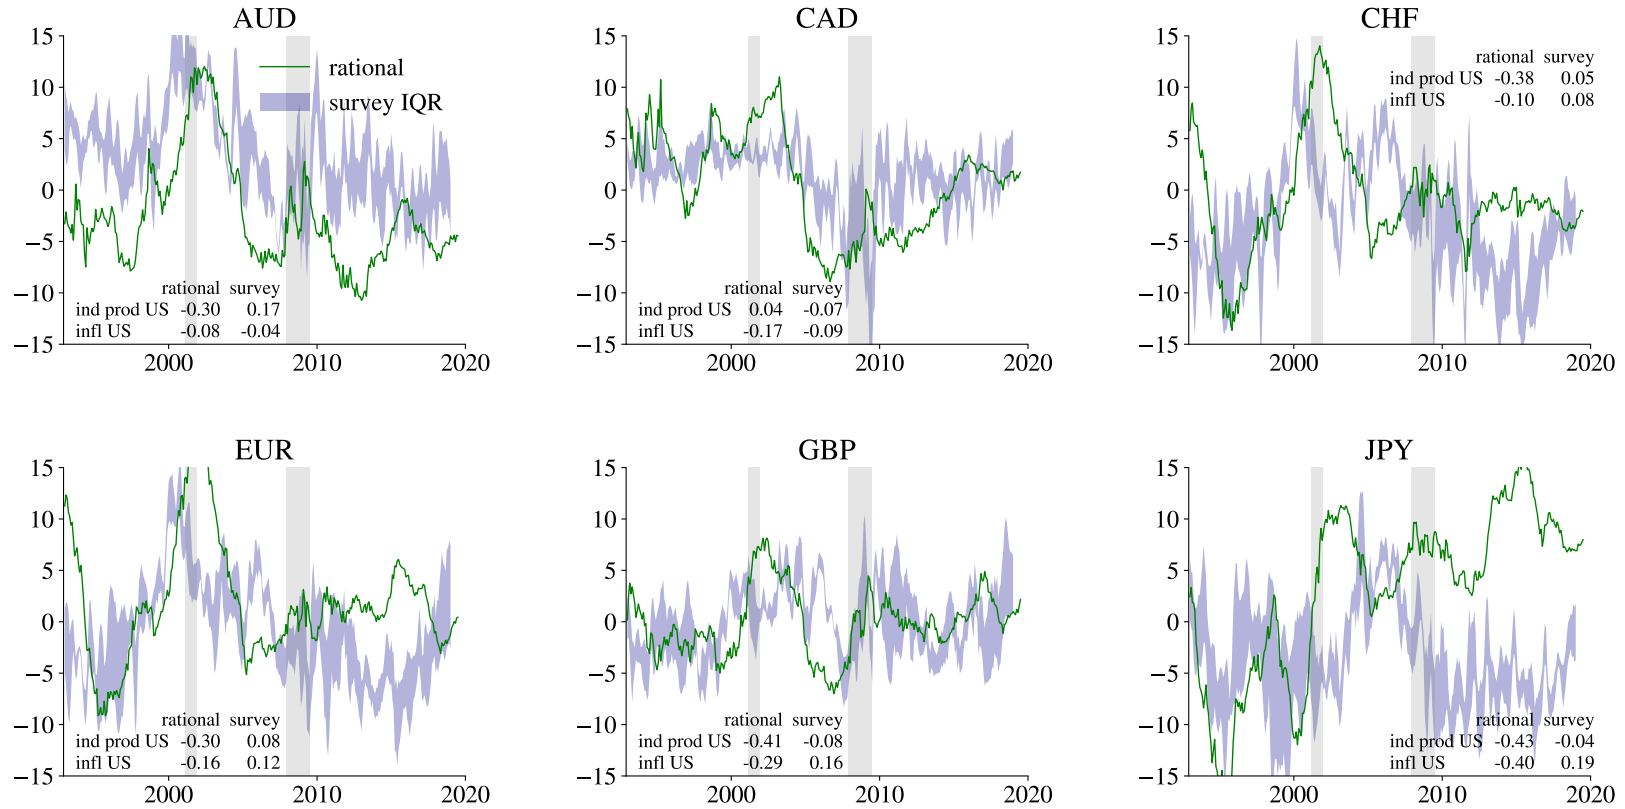 AUD
15
10
5
0
−5
−10
−15
2000 2010 2020
rational
survey IQR
rational survey
ind prod US -0.30 0.17
infl US -0.08 -0.04
CAD
15
10
5
0
−5
−10
−15
2000 2010 2020
rational survey
ind prod US 0.04 -0.07
infl US -0.17 -0.09
CHF
15
10
5
0
−5
−10
−15
2000 2010 2020
rational survey
ind prod US -0.38 0.05
infl US -0.10 0.08
EUR
15
10
5
0
−5
−10
−15
2000 2010 2020
rational survey
ind prod US -0.30 0.08
infl US -0.16 0.12
GBP
15
10
5
0
−5
−10
−15
2000 2010 2020
rational survey
ind prod US -0.41 -0.08
infl US -0.29 0.16
JPY
15
10
5
0
−5
−10
−15
2000 2010 2020
rational survey
ind prod US -0.43 -0.04
infl US -0.40 0.19